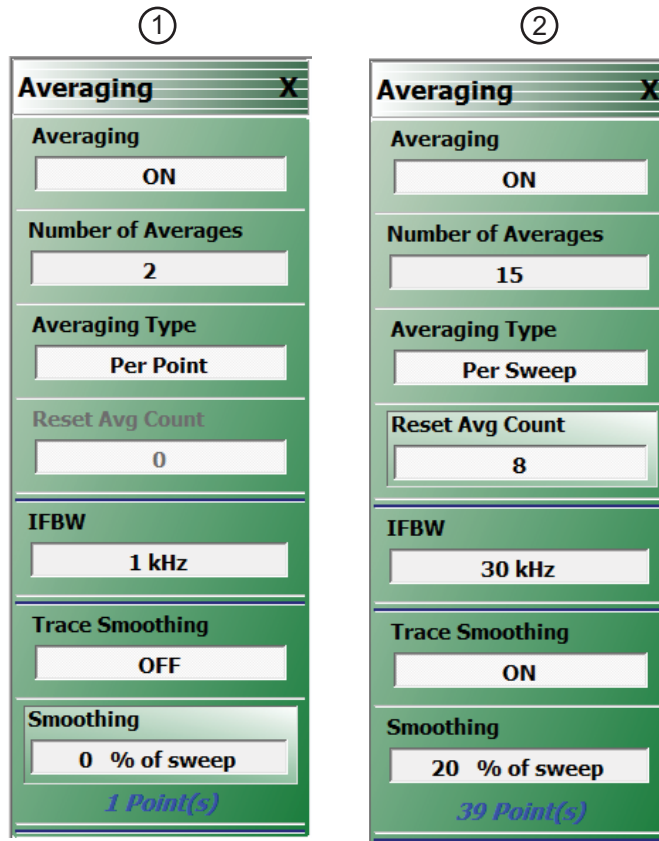 1
Averaging X
Averaging
ON
Number of Averages
2
Averaging Type
Per Point
Reset Avg Count
0
IFBW
1 kHz
Trace Smoothing
OFF
Smoothing
0 % of sweep
1 Point(s)
2
Averaging X
Averaging
ON
Number of Averages
15
Averaging Type
Per Sweep
Reset Avg Count
8
IFBW
30 kHz
Trace Smoothing
ON
Smoothing
20 % of sweep
39 Point(s)